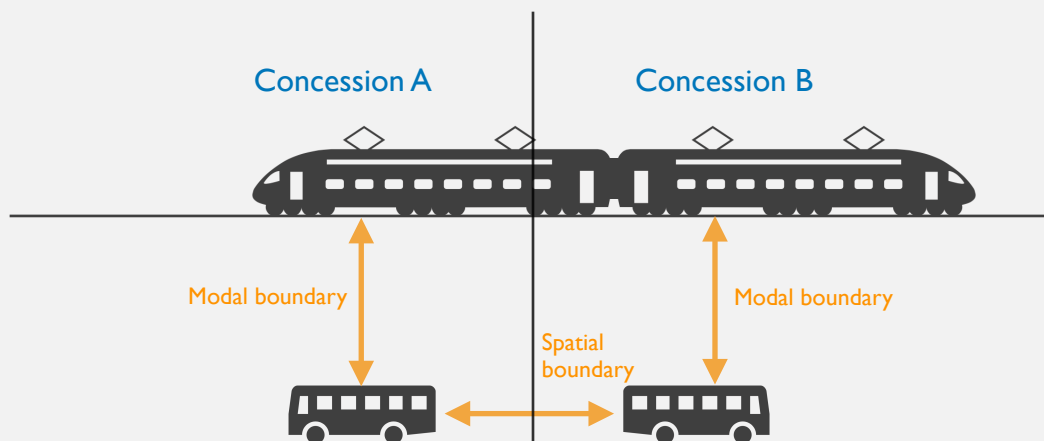 Concession A
Concession B
Modal boundary
Modal boundary
Spatial
boundary